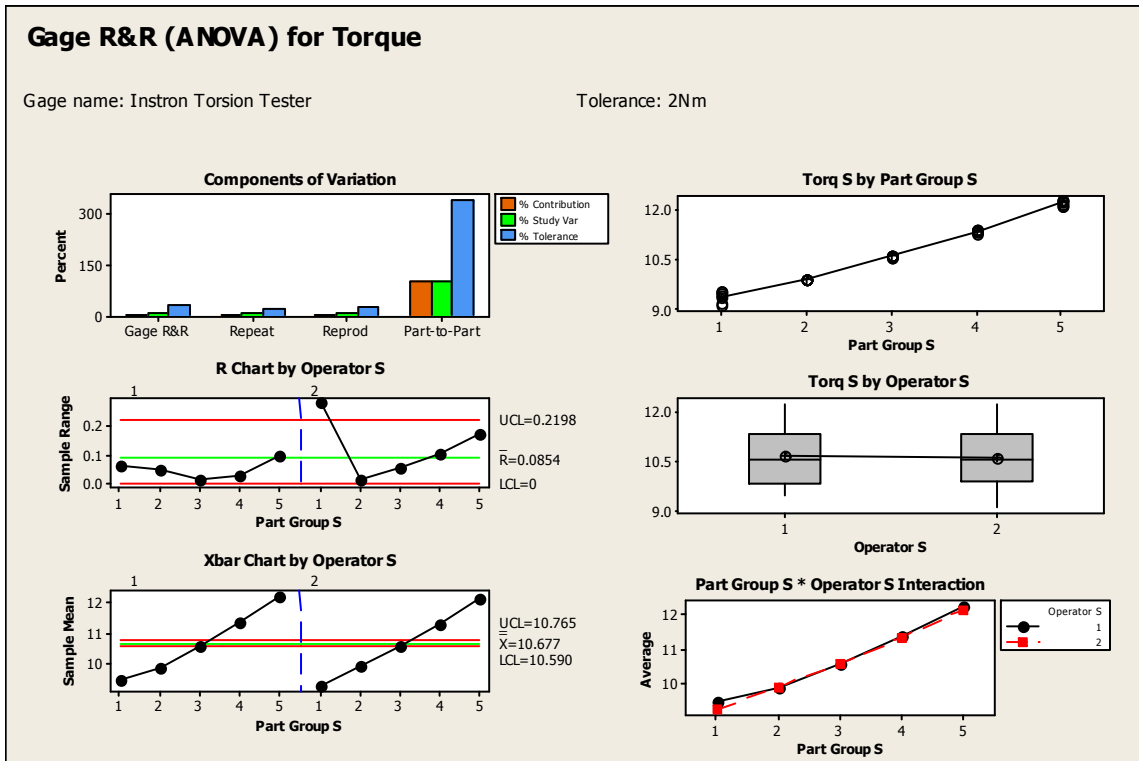 Gage R&R (ANOVA) for Torque
Gage name: Instron Torsion Tester
Tolerance: 2Nm
Components of Variation
Percent
300
150
0
Gage R&R Repeat Reprod Part-to-Part
% Contribution
% Study Var
% Tolerance
R Chart by Operator S
1 2
Sample Range
0.2
0.1
0.0
UCL=0.2198
R=0.0854
LCL=0
1 2 3 4 5 1 2 3 4 5
Part Group S
Xbar Chart by Operator S
1 2
Sample Mean
12
11
10
UCL=10.765
X=10.677
LCL=10.590
1 2 3 4 5 1 2 3 4 5
Part Group S
Torq S by Part Group S
12.0
10.5
9.0
1 2 3 4 5
Part Group S
Torq S by Operator S
12.0
10.5
9.0
1 2
Operator S
Part Group S * Operator S Interaction
Average
12
11
10
1 2 3 4 5
Part Group S
Operator S
1
2